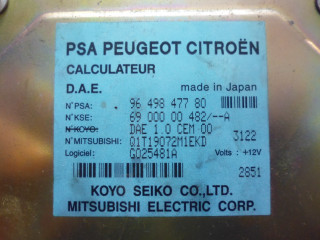 PSA PEUGEOT CITROËN
CALCULATEUR
D.A.E. made in Japan
N°PSA: 96 498 477 80
N°KSE: 69 000 00 482/--A
N°KOYO: DAE 1.0 CEM 00
N°MITSUBISHI: Q1T19072M1EKD 3122
Logiciel: G025481A Volts : +12V
2851
KOYO SEIKO CO.,LTD.
MITSUBISHI ELECTRIC CORP.